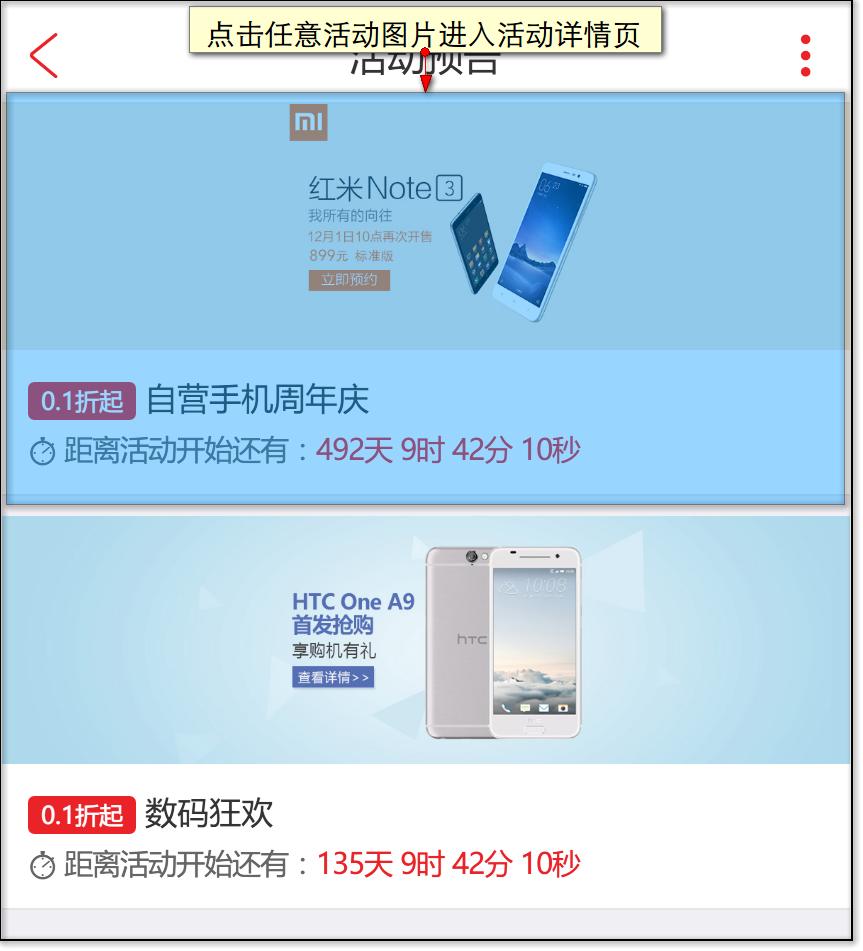 点击任意活动图片进入活动详情页
活动预告
mi
红米Note 3
我所有的向往
12月1日10点再次开售
899元 标准版
立即预约
06 23
0.1折起 自营手机周年庆
距离活动开始还有：492天 9时 42分 10秒
HTC One A9
首发抢购
享购机有礼
查看详情>>
hTC
10:08
0.1折起 数码狂欢
距离活动开始还有：135天 9时 42分 10秒